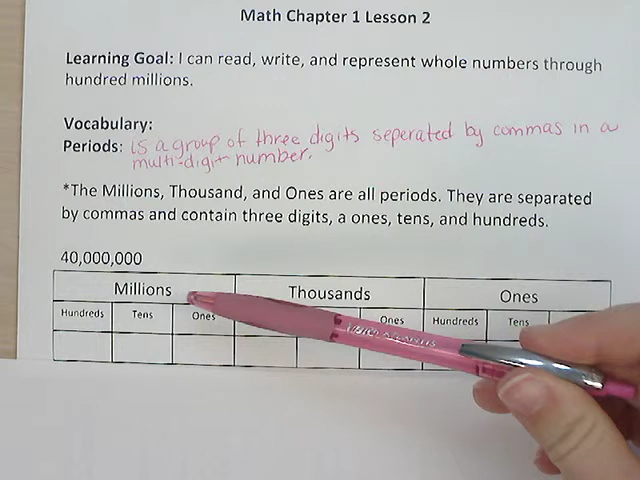 Math Chapter 1 Lesson 2
Learning Goal: I can read, write, and represent whole numbers through
hundred millions.
Vocabulary:
Periods: is a group of three digits seperated by commas in a
multi-digit number.
*The Millions, Thousand, and Ones are all periods. They are separated
by commas and contain three digits, a ones, tens, and hundreds.
40,000,000
Millions Thousands Ones
Hundreds Tens Ones Ones Hundreds Tens